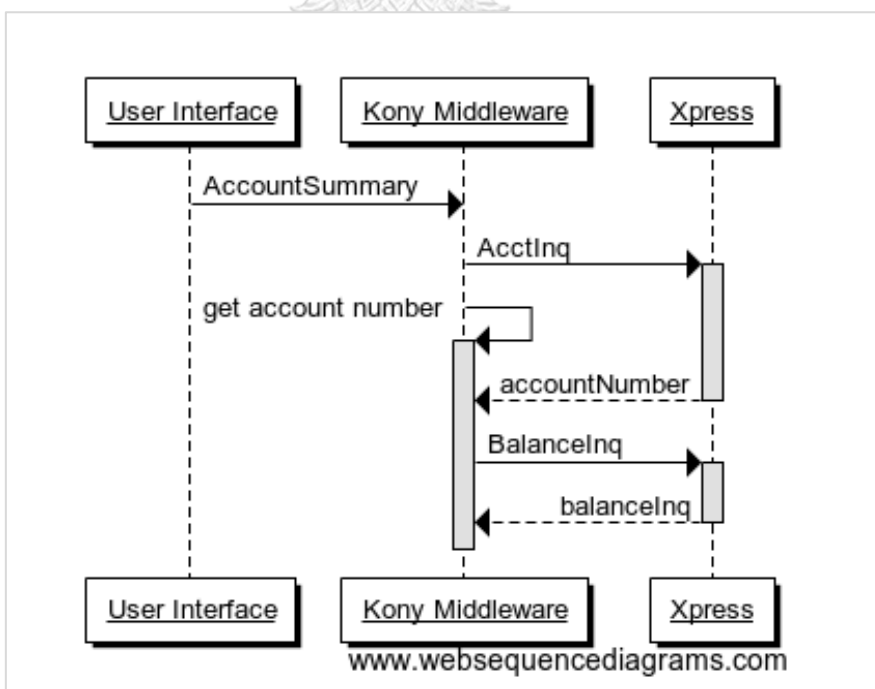 User Interface
Kony Middleware
Xpress
AccountSummary
AcctInq
get account number
accountNumber
BalanceInq
balanceInq
User Interface
Kony Middleware
Xpress
www.websequencediagrams.com